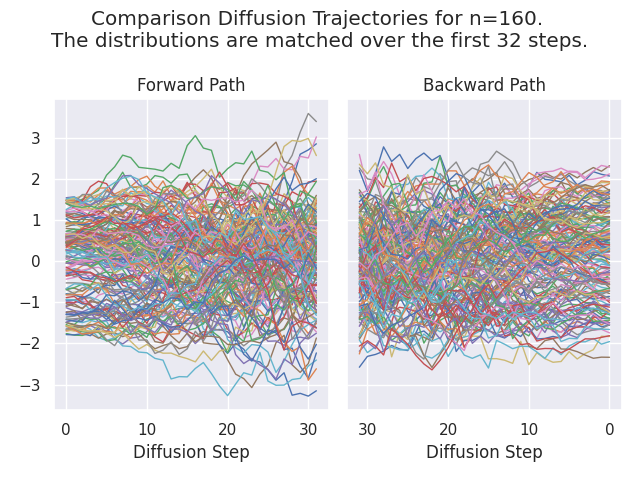 Comparison Diffusion Trajectories for n=160.
The distributions are matched over the first 32 steps.
Forward Path
Backward Path
3
2
1
0
−1
−2
−3
0 10 20 30
30 20 10 0
Diffusion Step
Diffusion Step